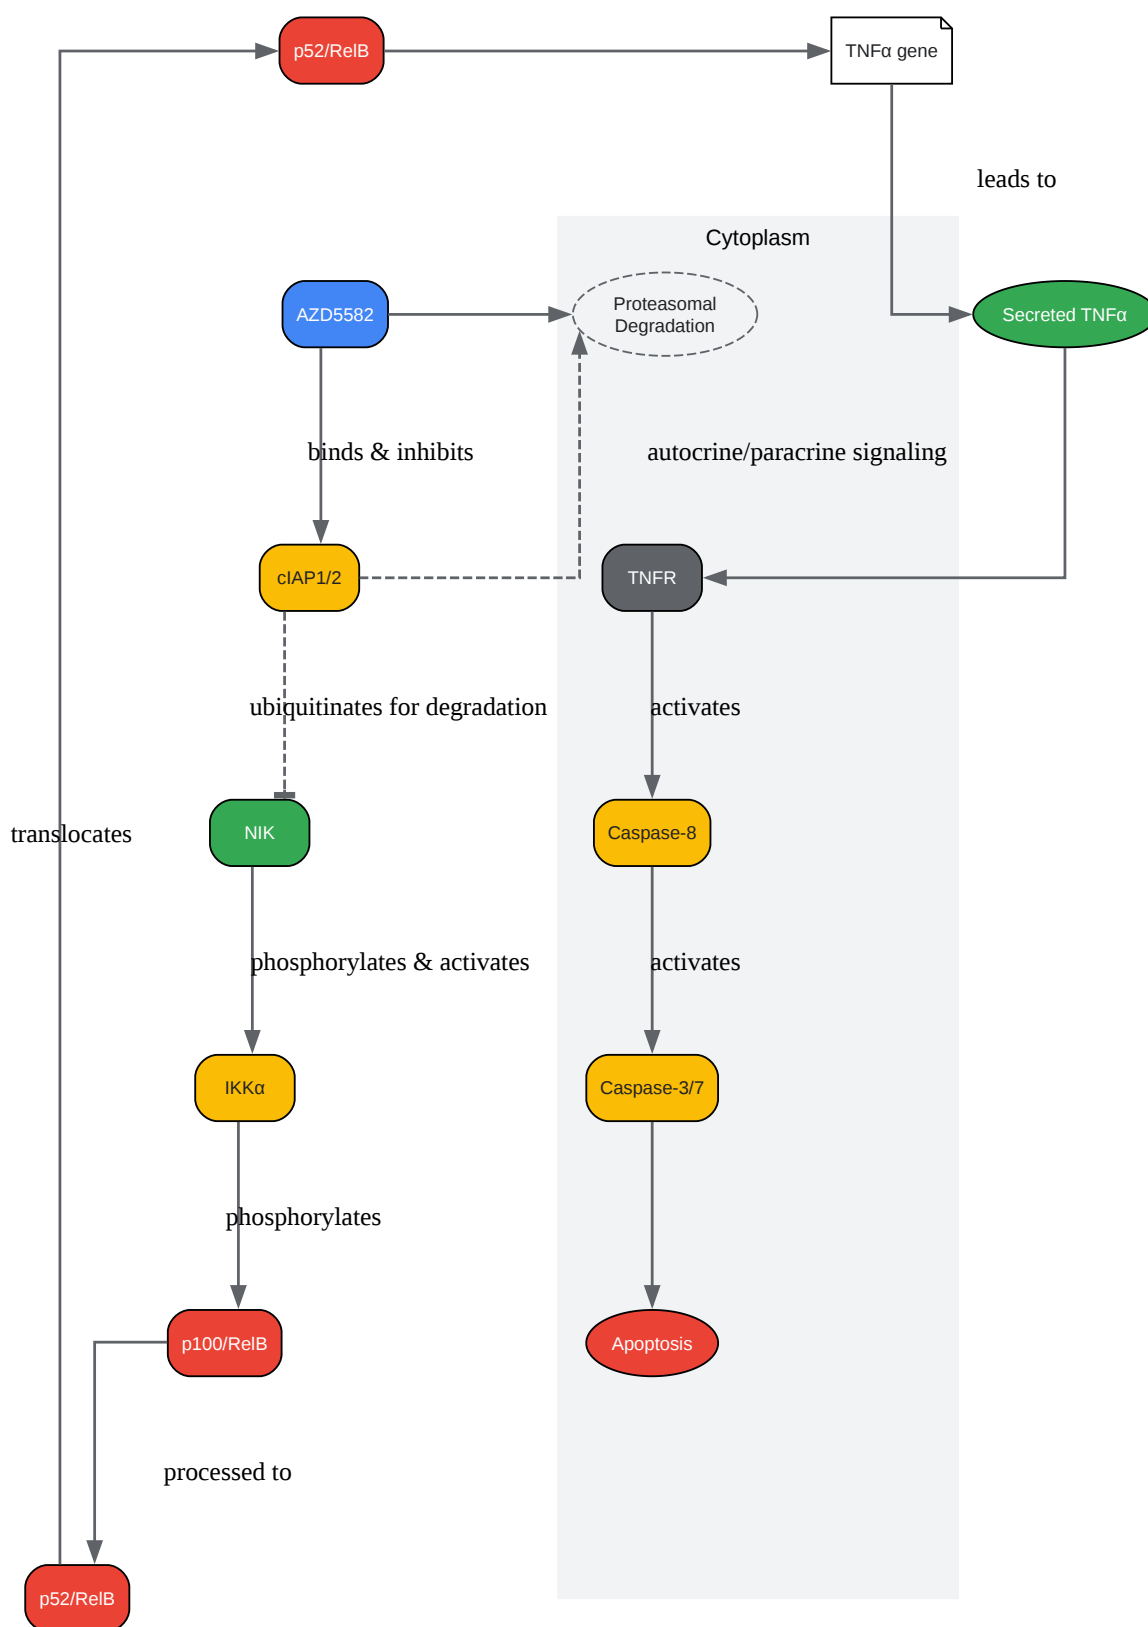 p52/RelB
TNFα gene
leads to
Cytoplasm
AZD5582
Proteasomal
Degradation
Secreted TNFα
binds & inhibits
autocrine/paracrine signaling
cIAP1/2
TNFR
ubiquitinates for degradation
activates
translocates
NIK
Caspase-8
phosphorylates & activates
activates
IKKα
Caspase-3/7
phosphorylates
p100/RelB
Apoptosis
processed to
p52/RelB